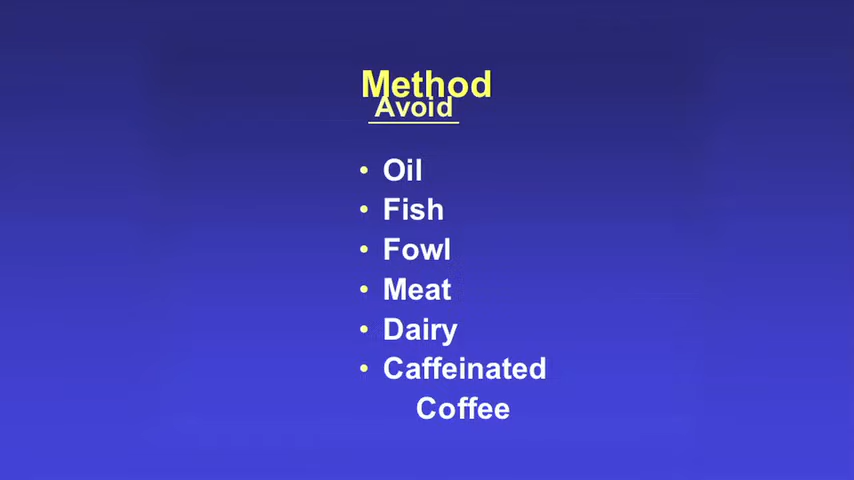 Method
Avoid
• Oil
• Fish
• Fowl
• Meat
• Dairy
• Caffeinated
Coffee